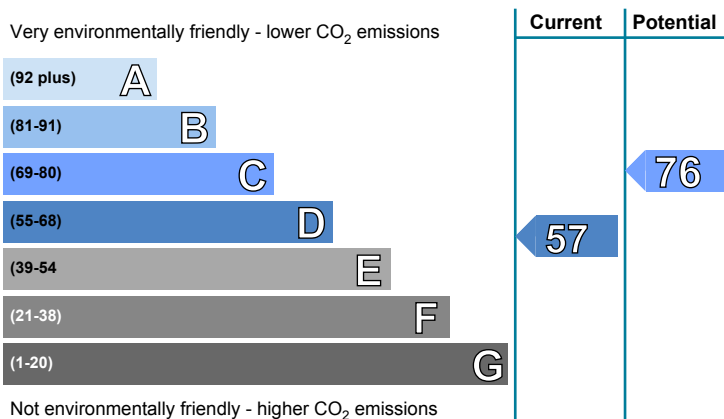 Current Potential
Very environmentally friendly - lower CO2 emissions
(92 plus) A
(81-91) B
(69-80) C
76
(55-68) D
57
(39-54 E
(21-38) F
(1-20) G
Not environmentally friendly - higher CO2 emissions